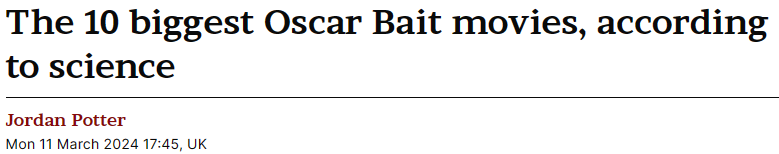 The 10 biggest Oscar Bait movies, according
to science
Jordan Potter
Mon 11 March 2024 17:45, UK